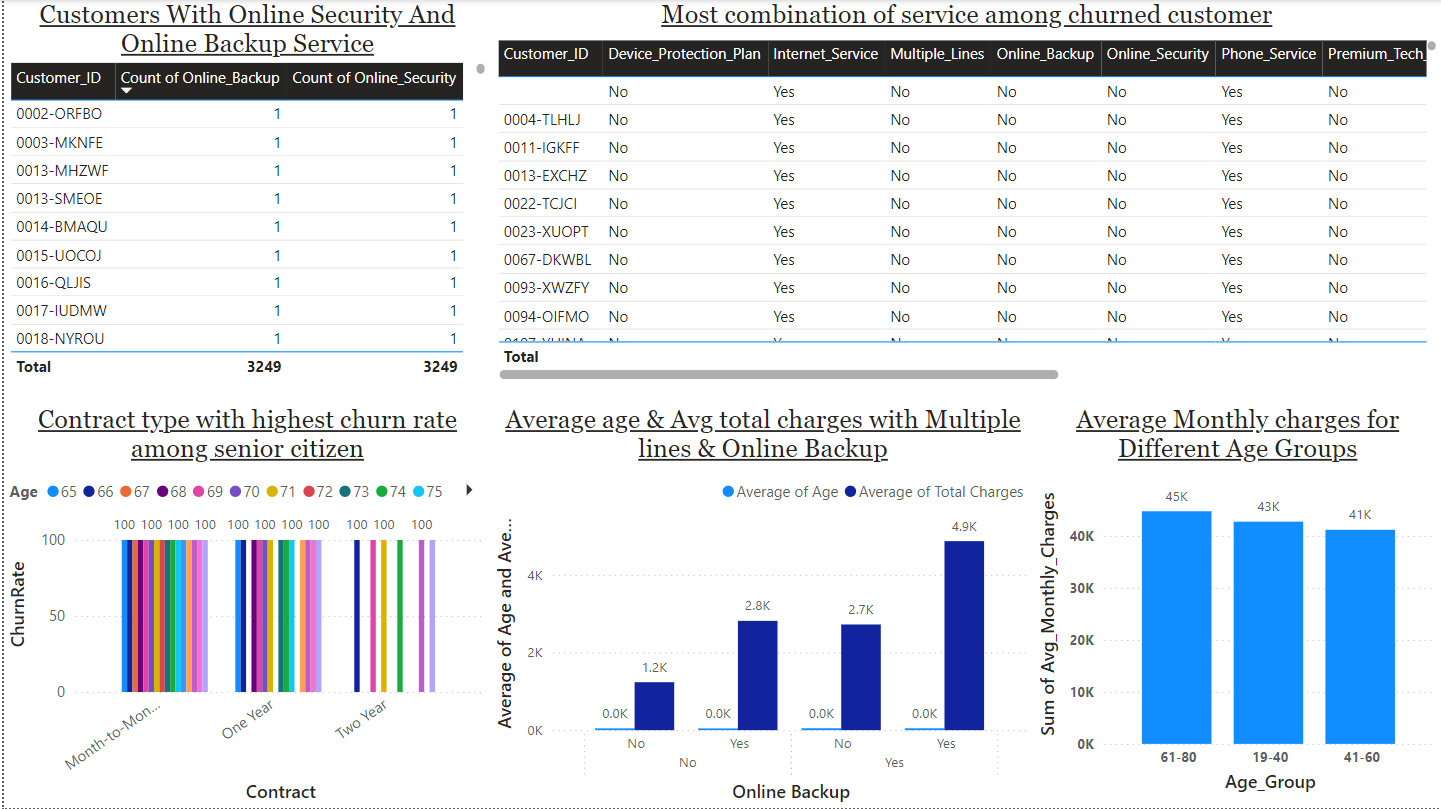 Customers With Online Security And
Online Backup Service
Customer_ID Count of Online_Backup Count of Online_Security
0002-ORFBO 1 1
0003-MKNFE 1 1
0013-MHZWF 1 1
0013-SMEOE 1 1
0014-BMAQU 1 1
0015-UOCOJ 1 1
0016-QLJIS 1 1
0017-IUDMW 1 1
0018-NYROU 1 1
Total 3249 3249
Most combination of service among churned customer
Customer_ID Device_Protection_Plan Internet_Service Multiple_Lines Online_Backup Online_Security Phone_Service Premium_Tech_
No Yes No No No Yes No
0004-TLHLJ No Yes No No No Yes No
0011-IGKFF No Yes No No No Yes No
0013-EXCHZ No Yes No No No Yes No
0022-TCJCI No Yes No No No Yes No
0023-XUOPT No Yes No No No Yes No
0067-DKWBL No Yes No No No Yes No
0093-XWZFY No Yes No No No Yes No
0094-OIFMO No Yes No No No Yes No
Total
Contract type with highest churn rate
among senior citizen
Age 65 66 67 68 69 70 71 72 73 74 75
100 100 100 100 100 100 100 100 100 100 100
100
50
0
ChurnRate
Month-to-Mon... One Year Two Year
Contract
Average age & Avg total charges with Multiple
lines & Online Backup
Average of Age Average of Total Charges
Average of Age and Ave...
4K
2K
0K
0.0K 1.2K 0.0K 2.8K 0.0K 2.7K 0.0K 4.9K
No Yes No Yes
No Yes
Online Backup
Average Monthly charges for
Different Age Groups
Sum of Avg_Monthly_Charges
40K
30K
20K
10K
0K
45K 43K 41K
61-80 19-40 41-60
Age_Group